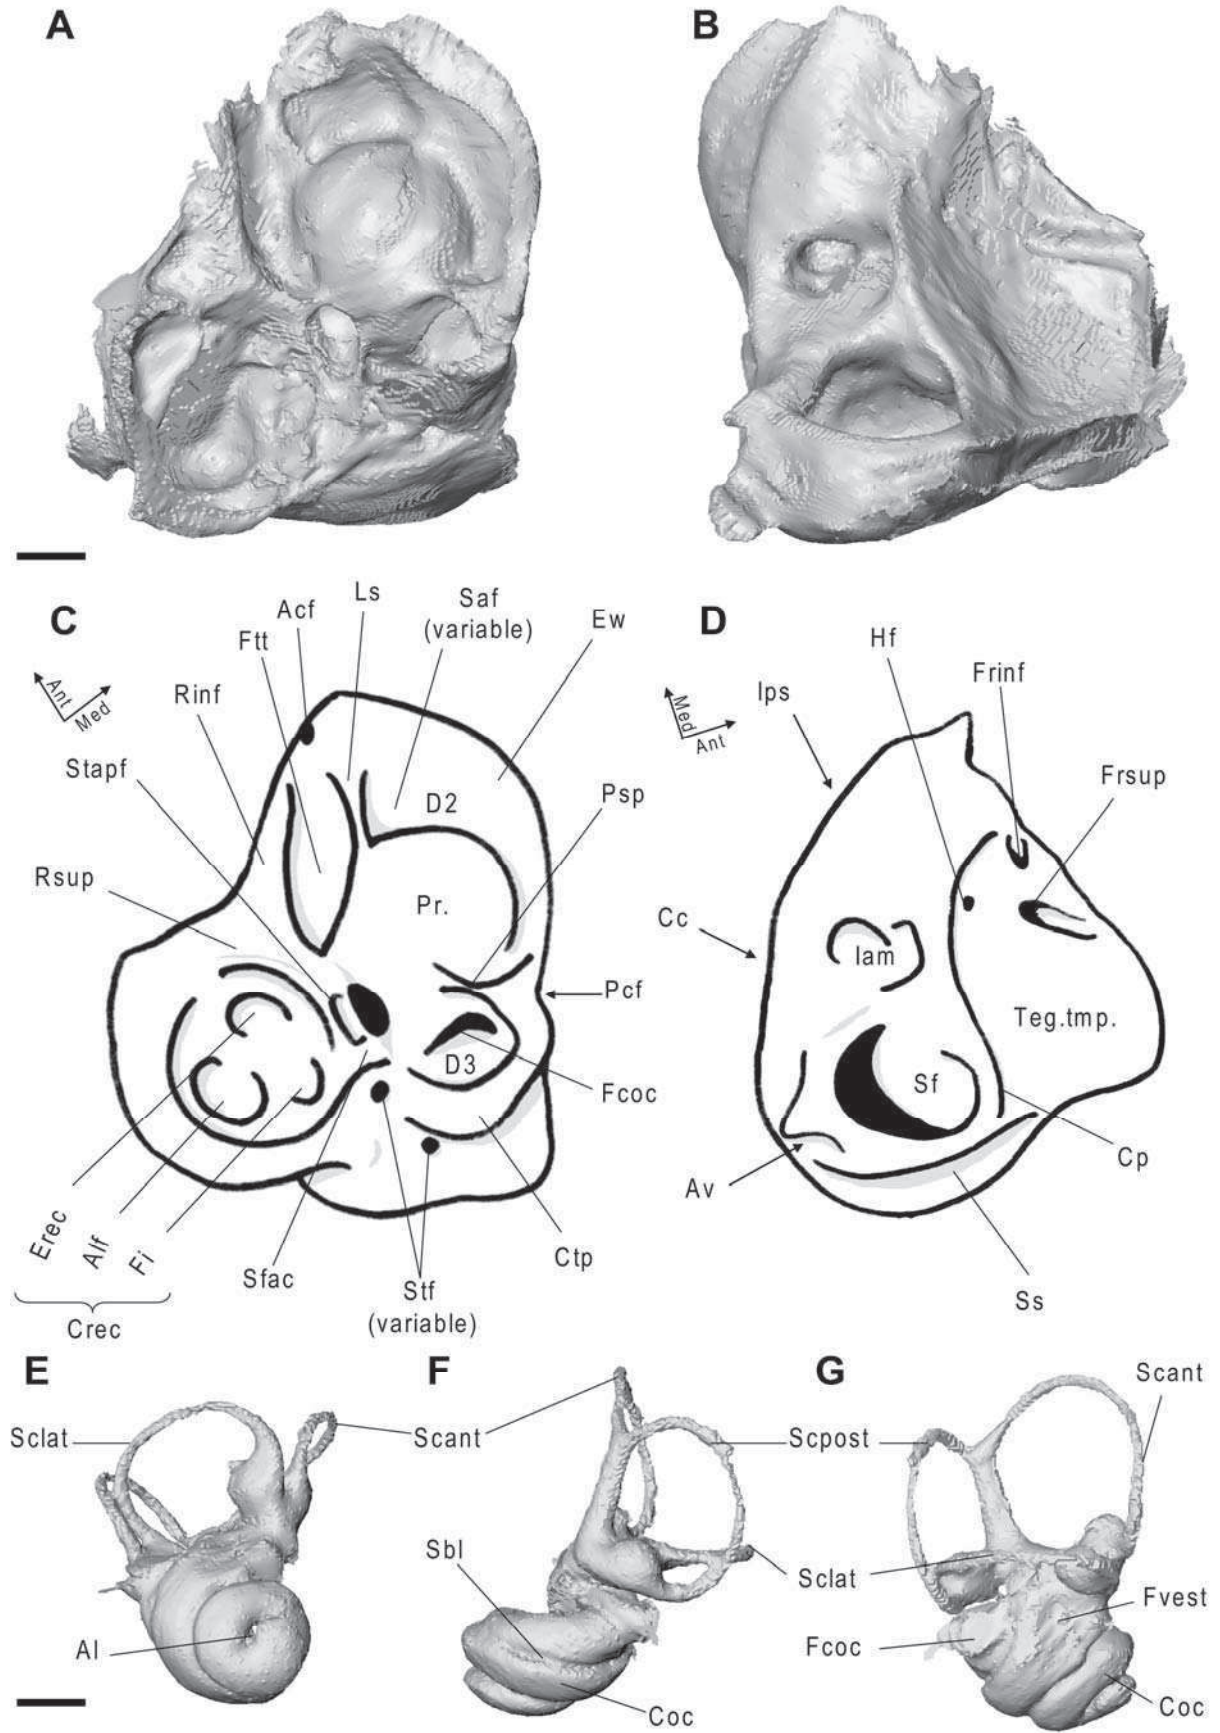 A
B
C
Acf
Ls
Saf
(variable)
Ew
Ftt
Ant
Med
Rinf
Stapf
D2
Psp
Rsup
Pr.
Pcf
D3
Fcoc
Erec
Alf
Fi
Crec
Sfac
Stf
(variable)
Ctp
D
Hf
Frinf
Med
Ant
Ips
Frsup
Cc
Iam
Teg.tmp.
Sf
Av
Cp
Ss
E
F
G
Sclat
Scant
Scpost
Scant
Sbl
Sclat
Fvest
Al
Fcoc
Coc
Coc